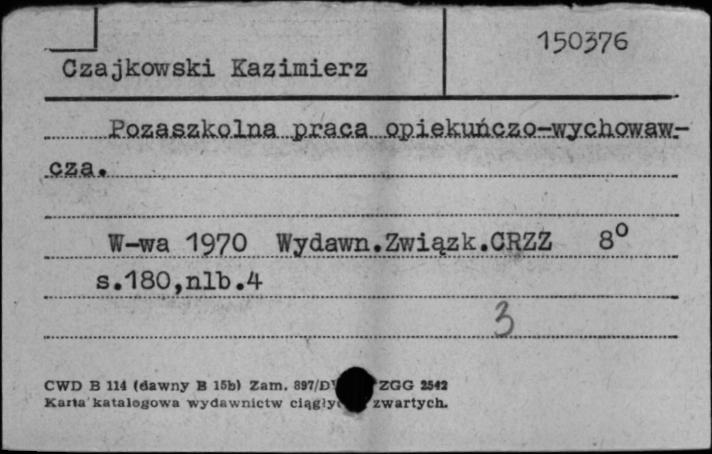 150376
Czajkowski Kazimierz
Pozaszkolna praca opiekuńczo-wychowaw-
cza.
W-wa 1970 Wydawn.Związk.CRZZ 8°
s.180,nlb.4
3
CWD B 114 (dawny B 15b) Zam. 897/D ZGG 2542
Karta katalogowa wydawnictw zwartych.